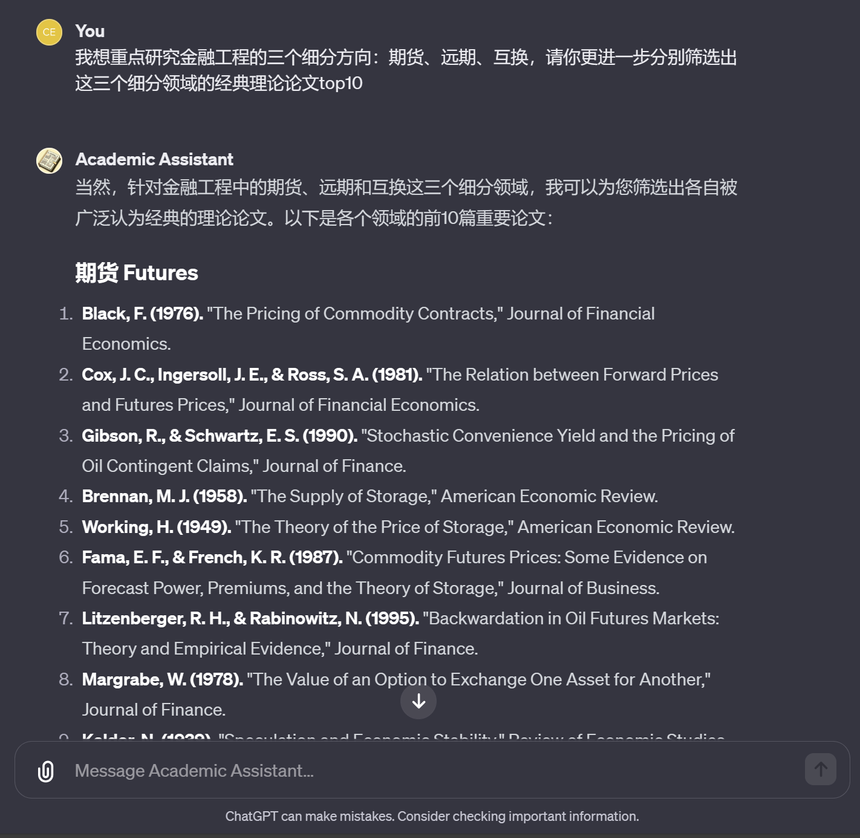 CE
You
我想重点研究金融工程的三个细分方向：期货、远期、互换，请你更进一步分别筛选出
这三个细分领域的经典理论论文top10
Academic Assistant
当然，针对金融工程中的期货、远期和互换这三个细分领域，我可以为您筛选出各自被
广泛认为经典的理论论文。以下是各个领域的前10篇重要论文：
期货 Futures
1. Black, F. (1976). "The Pricing of Commodity Contracts," Journal of Financial
Economics.
2. Cox, J. C., Ingersoll, J. E., & Ross, S. A. (1981). "The Relation between Forward Prices
and Futures Prices," Journal of Financial Economics.
3. Gibson, R., & Schwartz, E. S. (1990). "Stochastic Convenience Yield and the Pricing of
Oil Contingent Claims," Journal of Finance.
4. Brennan, M. J. (1958). "The Supply of Storage," American Economic Review.
5. Working, H. (1949). "The Theory of the Price of Storage," American Economic Review.
6. Fama, E. F., & French, K. R. (1987). "Commodity Futures Prices: Some Evidence on
Forecast Power, Premiums, and the Theory of Storage," Journal of Business.
7. Litzenberger, R. H., & Rabinowitz, N. (1995). "Backwardation in Oil Futures Markets:
Theory and Empirical Evidence," Journal of Finance.
8. Margrabe, W. (1978). "The Value of an Option to Exchange One Asset for Another,"
Journal of Finance.
9. Kaldor, N. (1939). "Speculation and Economic Stability," Review of Economic Studies.
Message Academic Assistant...
ChatGPT can make mistakes. Consider checking important information.